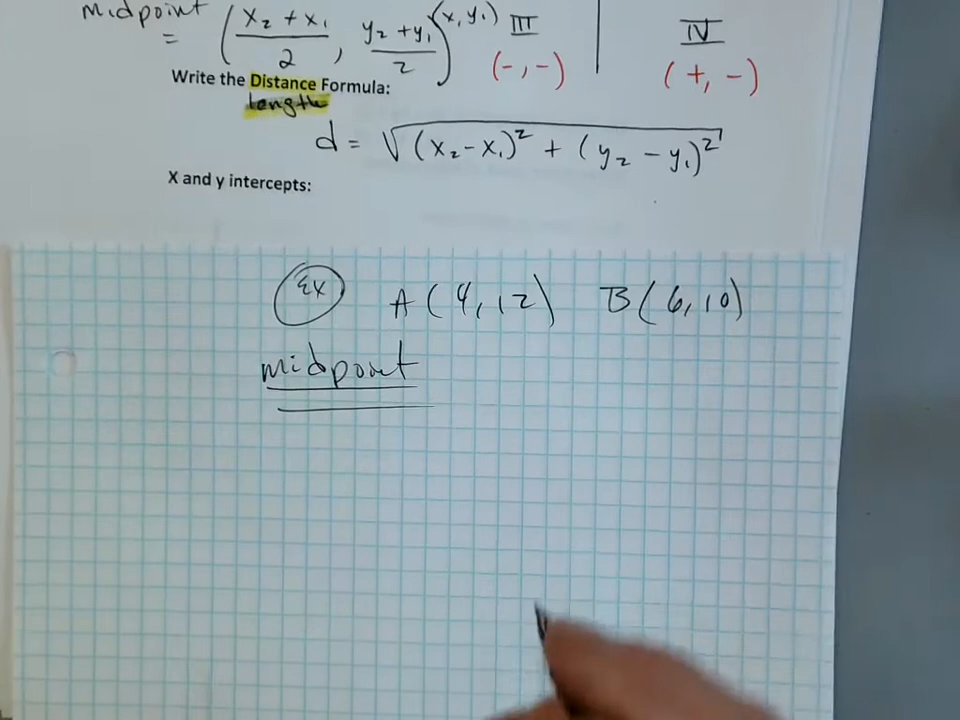 midpoint = ( x₂ + x₁ / 2 , y₂ + y₁ / 2 )
(x, y₁)
III
IV
(-, -)
(+, -)
Write the Distance Formula:
length
d = √(x₂ - x₁)² + (y₂ - y₁)²
X and y intercepts:
Ex A (4, 12) B (6, 10)
midpoint